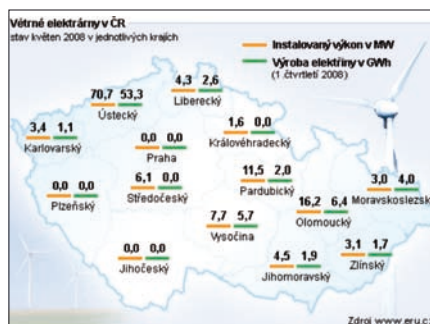 Větrné elektrárny v ČR
stav květen 2008 v jednotlivých krajích
Instalovaný výkon v MW
Výroba elektřiny v GWh
(1. čtvrtletí 2008)
4,3 2,6
Liberecký
70,7 53,3
Ústecký
3,4 1,1
Karlovarský
1,6 0,0
Královéhradecký
0,0 0,0
Praha
11,5 2,0
Pardubický
3,0 4,0
Moravskoslezsk
0,0 0,0
Plzeňský
6,1 0,0
Středočeský
16,2 6,4
Olomoucký
7,7 5,7
Vysočina
0,0 0,0
Jihočeský
4,5 1,9
Jihomoravský
3,1 1,7
Zlínský
Zdroj www.eru.c